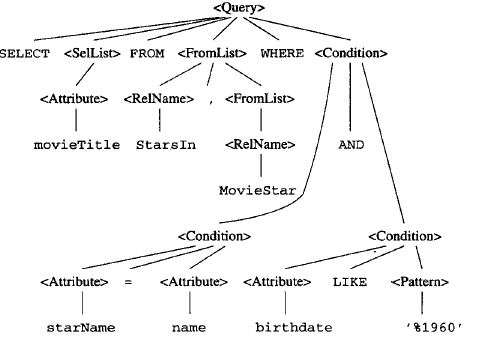 <Query>
SELECT <SelList> FROM <FromList> WHERE <Condition>
<Attribute> <RelName> , <FromList>
movieTitle StarsIn <RelName> AND
MovieStar
<Condition> <Condition>
<Attribute> = <Attribute> <Attribute> LIKE <Pattern>
starName name birthdate '%1960'